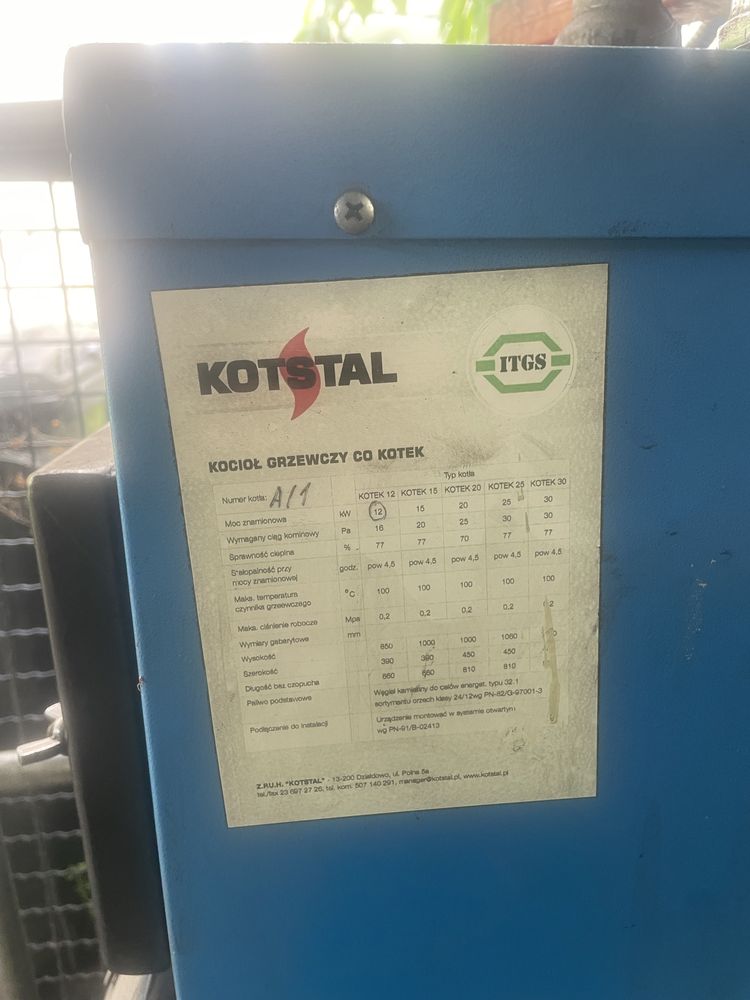 KOTSTAL
ITGS
KOCIOŁ GRZEWCZY CO KOTEK
Typ kotła
Numer kotła: A/1 KOTEK 12 KOTEK 15 KOTEK 20 KOTEK 25 KOTEK 30
Moc znamionowa kW 12 15 20 25 30
Wymagany ciąg kominowy Pa 16 20 25 30 30
Sprawność cieplna % 77 77 70 77 77
Stałopalność przy mocy znamionowej godz. pow 4,5 pow 4,5 pow 4,5 pow 4,5 pow 4,5
Maks. temperatura czynnika grzewczego °C 100 100 100 100 100
Maks. ciśnienie robocze Mpa 0,2 0,2 0,2 0,2 0,2
Wymiary gabarytowe mm
Wysokość 850 1000 1000 1060
Szerokość 390 390 450 450
Długość bez czopucha 660 660 810 810
Paliwo podstawowe Węgiel kamienny do celów energet. typu 32.1
sortymentu orzech klasy 24/12wg PN-82/G-97001-3
Podłączenie do instalacji Urządzenie montować w systemie otwartym
wg PN-91/B-02413
Z.P.U.H. "KOTSTAL" - 13-200 Działdowo, ul. Polna 5a
tel./fax 23 697 27 26, tel. kom. 507 140 291, manager@kotstal.pl, www.kotstal.pl